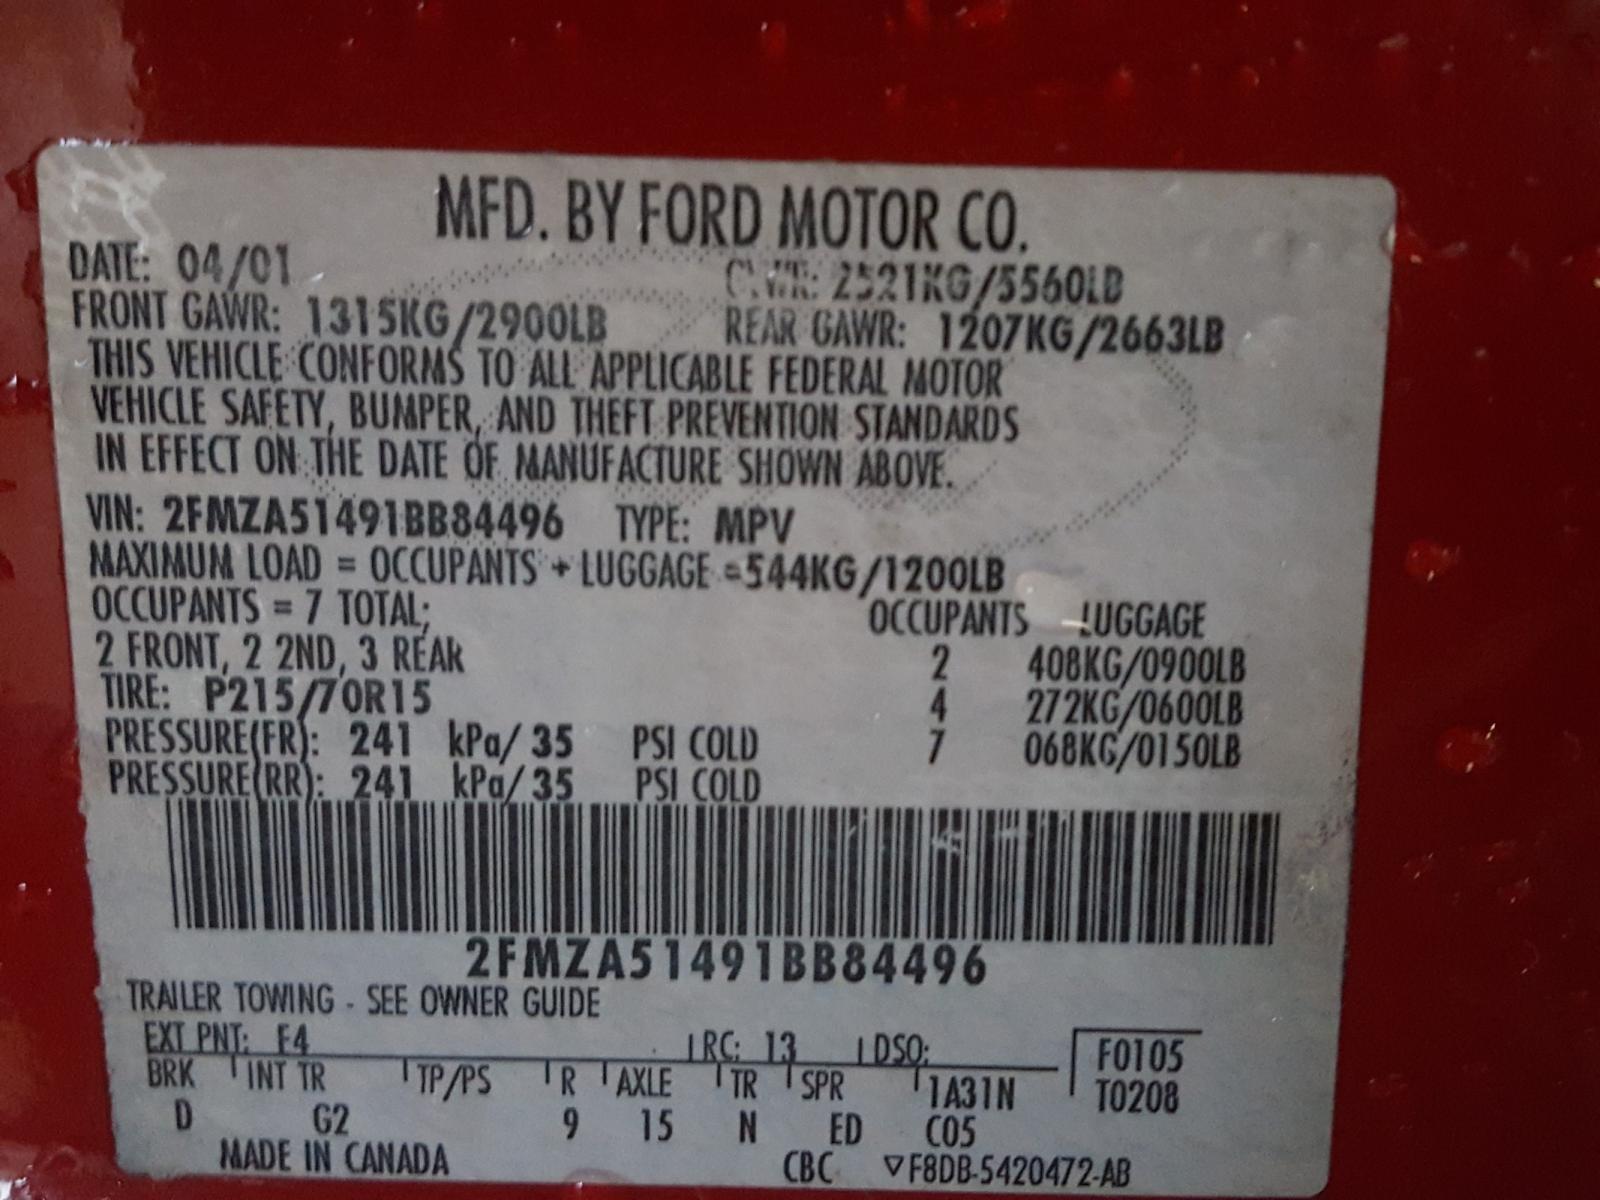 MFD. BY FORD MOTOR CO.
DATE: 04/01 GVWR: 2521KG/5560LB
FRONT GAWR: 1315KG/2900LB REAR GAWR: 1207KG/2663LB
THIS VEHICLE CONFORMS TO ALL APPLICABLE FEDERAL MOTOR
VEHICLE SAFETY, BUMPER, AND THEFT PREVENTION STANDARDS
IN EFFECT ON THE DATE OF MANUFACTURE SHOWN ABOVE.
VIN: 2FMZA51491BB84496 TYPE: MPV
MAXIMUM LOAD = OCCUPANTS + LUGGAGE =544KG/1200LB
OCCUPANTS = 7 TOTAL; OCCUPANTS LUGGAGE
2 FRONT, 2 2ND, 3 REAR 2 408KG/0900LB
TIRE: P215/70R15 4 272KG/0600LB
PRESSURE(FR): 241 kPa/ 35 PSI COLD 7 068KG/0150LB
PRESSURE(RR): 241 kPa/ 35 PSI COLD
2FMZA51491BB84496
TRAILER TOWING - SEE OWNER GUIDE
EXT PNT: E4 RC: 13 DSO: F0105
BRK INT TR TP/PS R AXLE TR SPR 1A31N T0208
D G2 9 15 N ED C05
MADE IN CANADA CBC ▽F8DB-5420472-AB